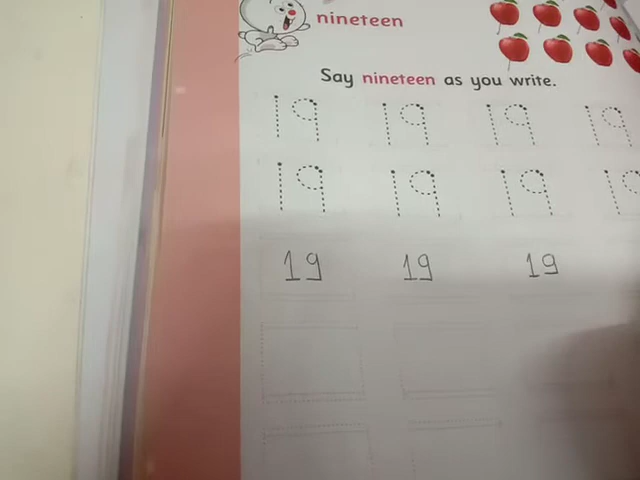 nineteen
Say nineteen as you write.
19 19 19 19
19 19 19 19
19 19 19